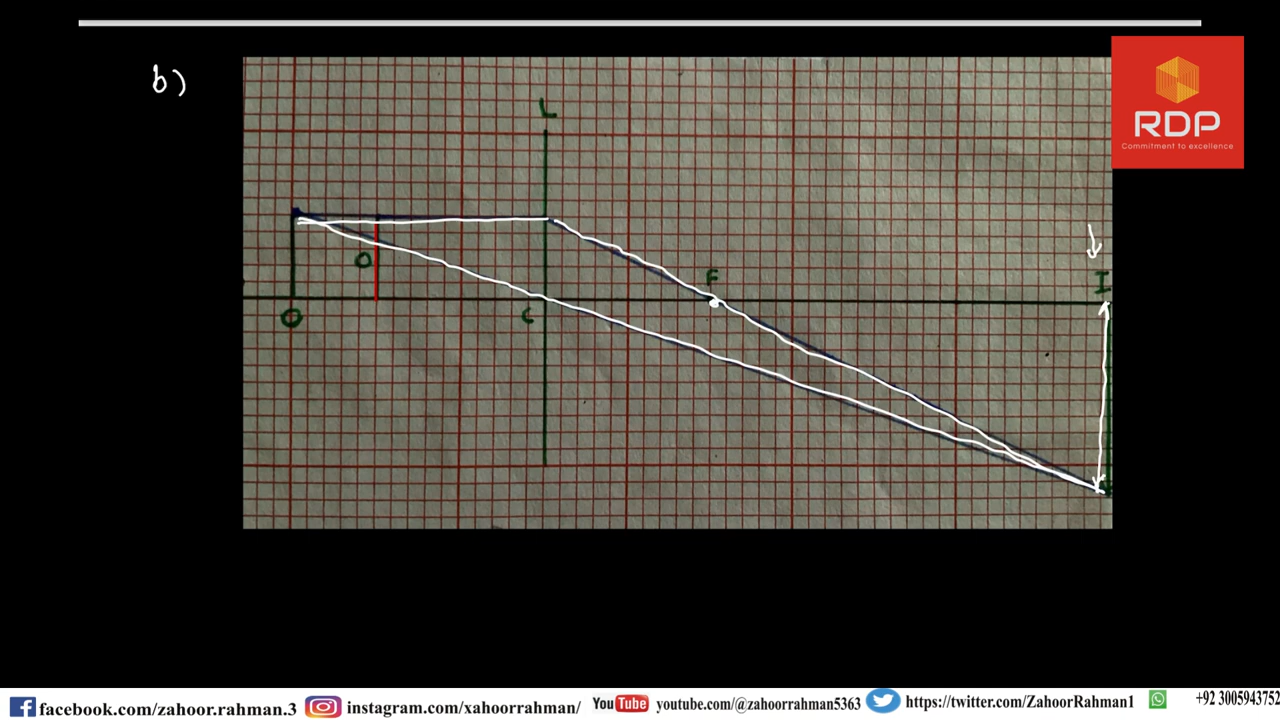 b)
RDP
Commitment to excellence
L
O
F
I
O
C
facebook.com/zahoor.rahman.3
instagram.com/xahoorrahman/
YouTube youtube.com/@zahoorrahman5363
https://twitter.com/ZahoorRahman1
+92 3005943752